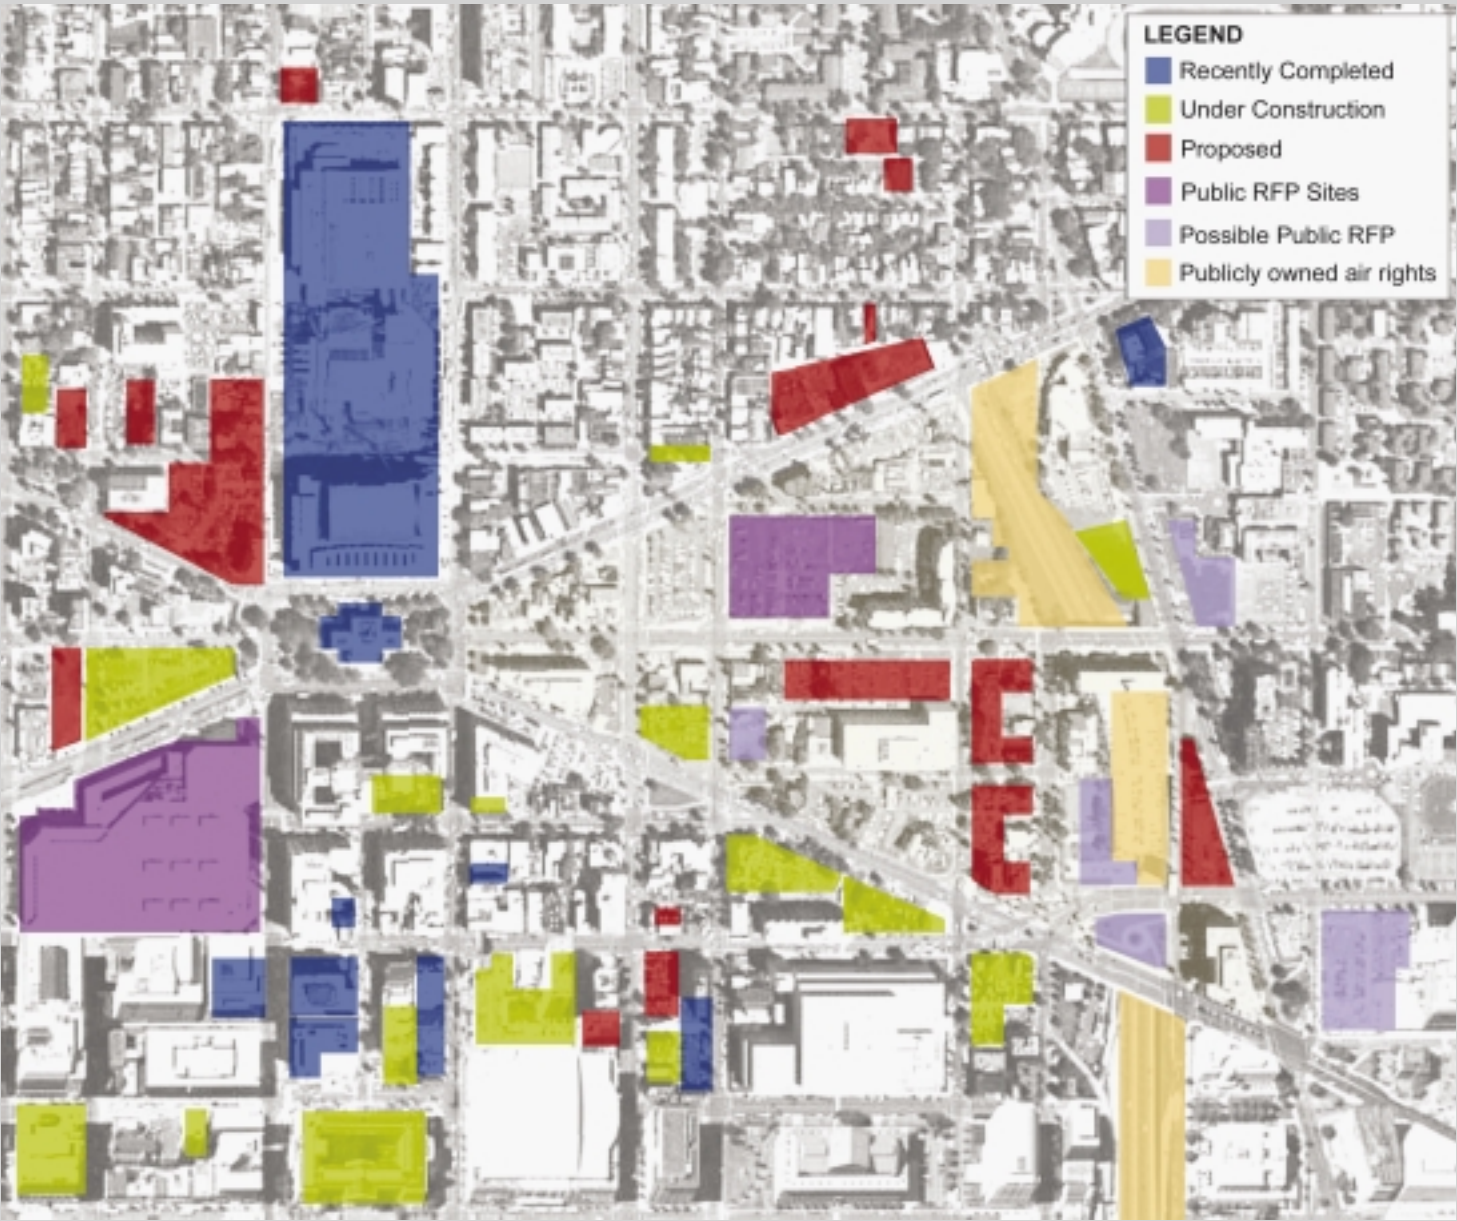 LEGEND
Recently Completed
Under Construction
Proposed
Public RFP Sites
Possible Public RFP
Publicly owned air rights